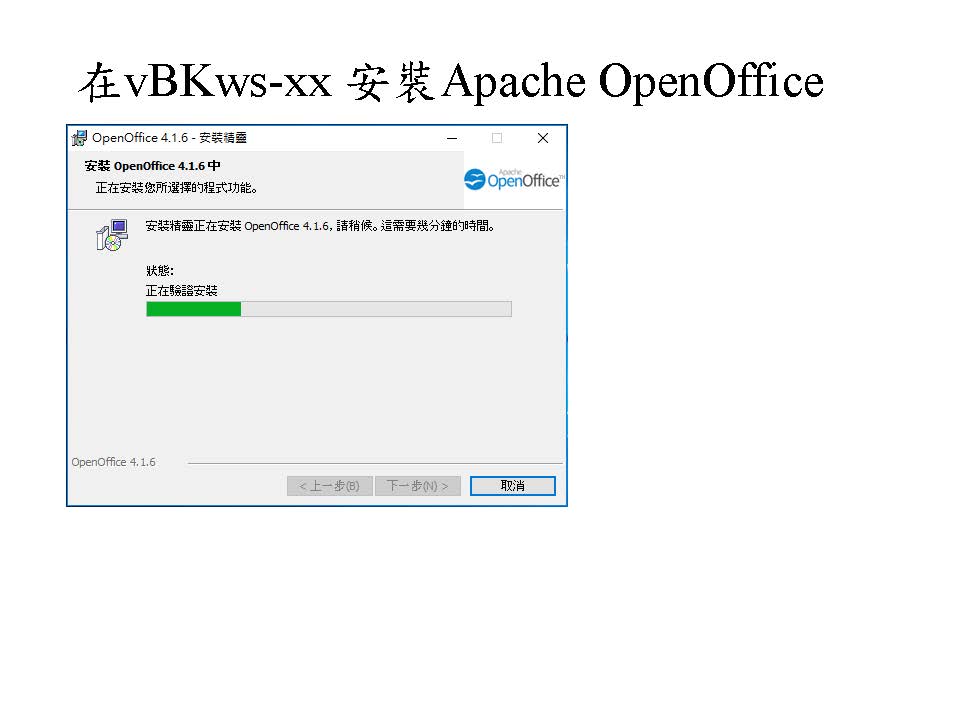 在vBKws-xx 安裝Apache OpenOffice
OpenOffice 4.1.6 - 安裝精靈
安裝 OpenOffice 4.1.6 中
正在安裝您所選擇的程式功能。
Apache
OpenOffice™
安裝精靈正在安裝 OpenOffice 4.1.6, 請稍候。這需要幾分鐘的時間。
狀態:
正在驗證安裝
OpenOffice 4.1.6
< 上一步(B) 下一步(N) > 取消